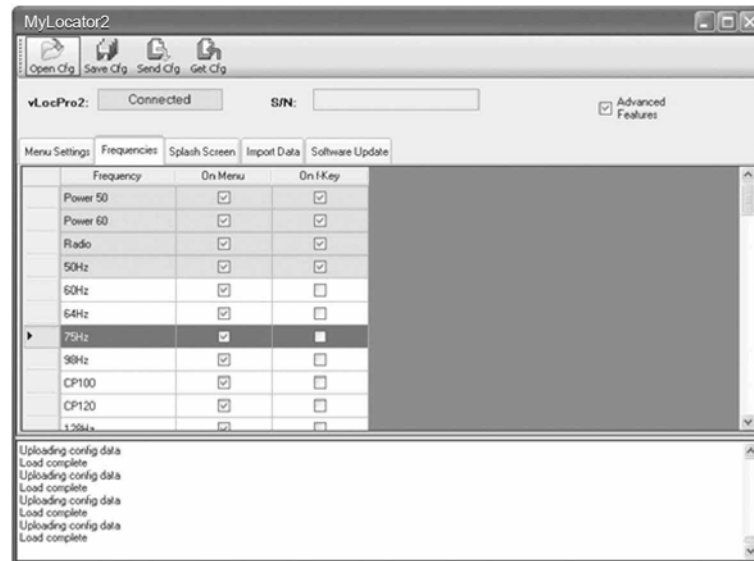 MyLocator2
Open Cfg Save Cfg Send Cfg Get Cfg
vLocPro2: Connected S/N: Advanced Features
Menu Settings Frequencies Splash Screen Import Data Software Update
Frequency On Menu On f-Key
Power 50
Power 60
Radio
50Hz
60Hz
64Hz
75Hz
98Hz
CP100
CP120
128Hz
Uploading config data
Load complete
Uploading config data
Load complete
Uploading config data
Load complete
Uploading config data
Load complete